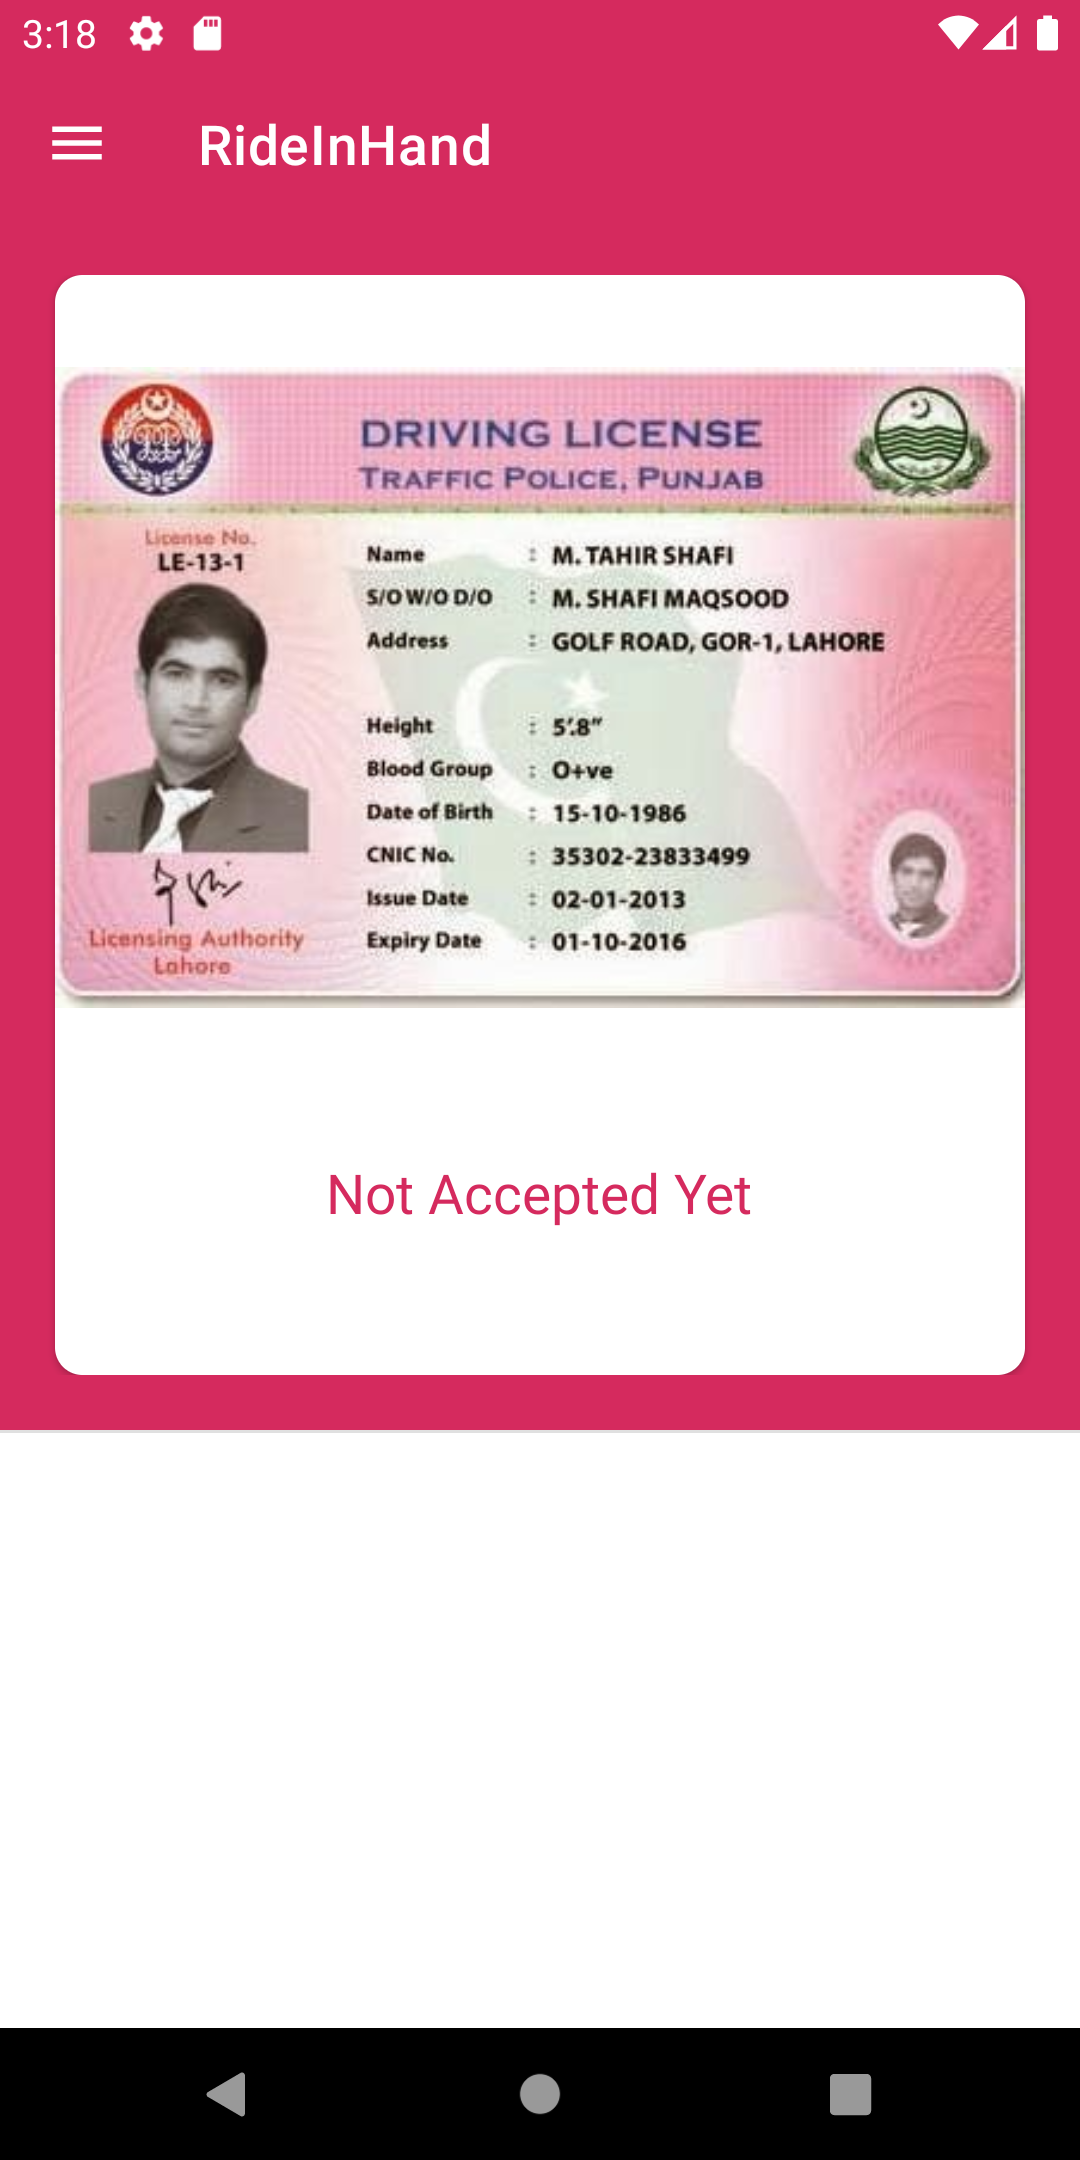 3:18
RideInHand
DRIVING LICENSE
TRAFFIC POLICE, PUNJAB
License No.
LE-13-1
Name : M. TAHIR SHAFI
S/O W/O D/O : M. SHAFI MAQSOOD
Address : GOLF ROAD, GOR-1, LAHORE
Height : 5'.8"
Blood Group : O+ve
Date of Birth : 15-10-1986
CNIC No. : 35302-23833499
Issue Date : 02-01-2013
Expiry Date : 01-10-2016
Licensing Authority
Lahore
Not Accepted Yet